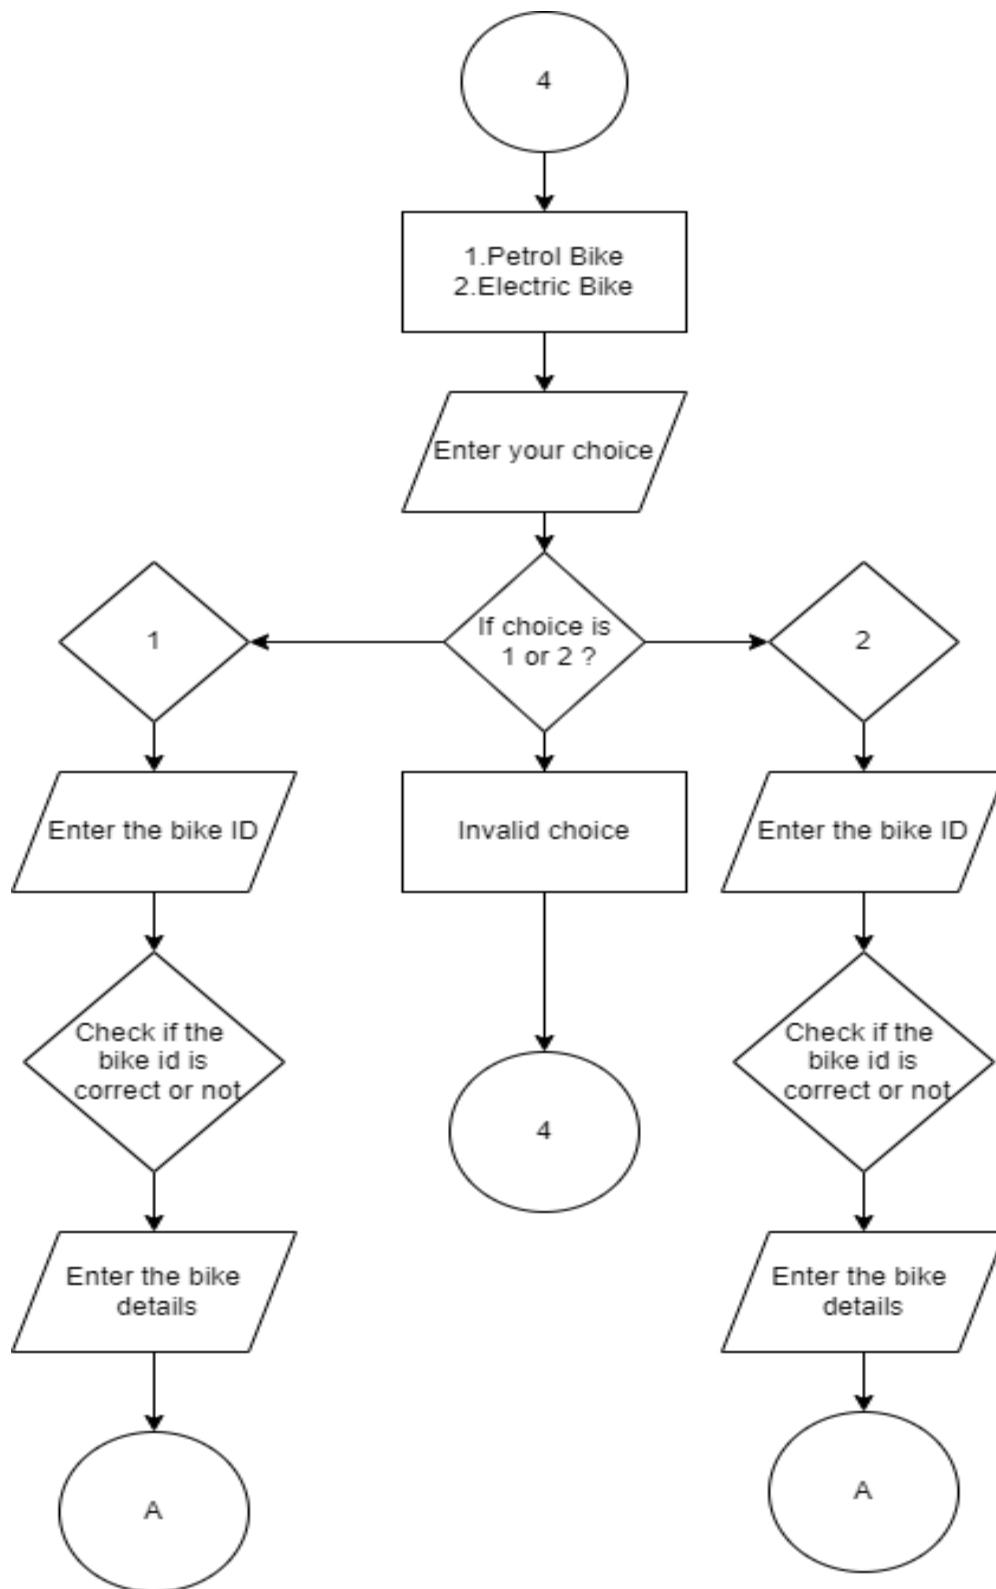 4
1.Petrol Bike
2.Electric Bike
Enter your choice
1
If choice is
1 or 2 ?
2
Enter the bike ID
Invalid choice
Enter the bike ID
Check if the
bike id is
correct or not
4
Check if the
bike id is
correct or not
Enter the bike
details
Enter the bike
details
A
A